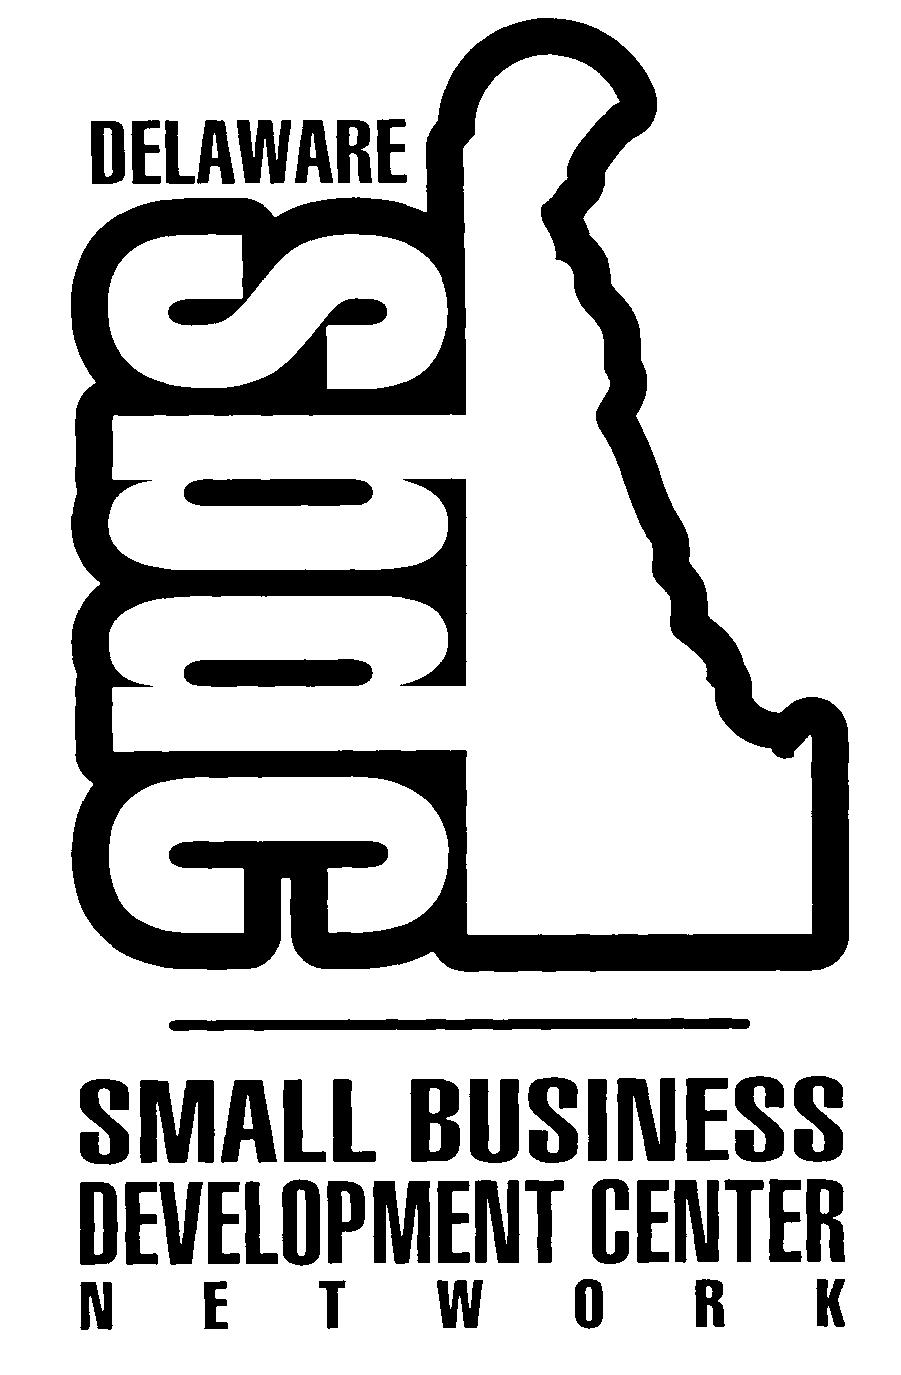 DELAWARE
sbdc
SMALL BUSINESS
DEVELOPMENT CENTER
NETWORK